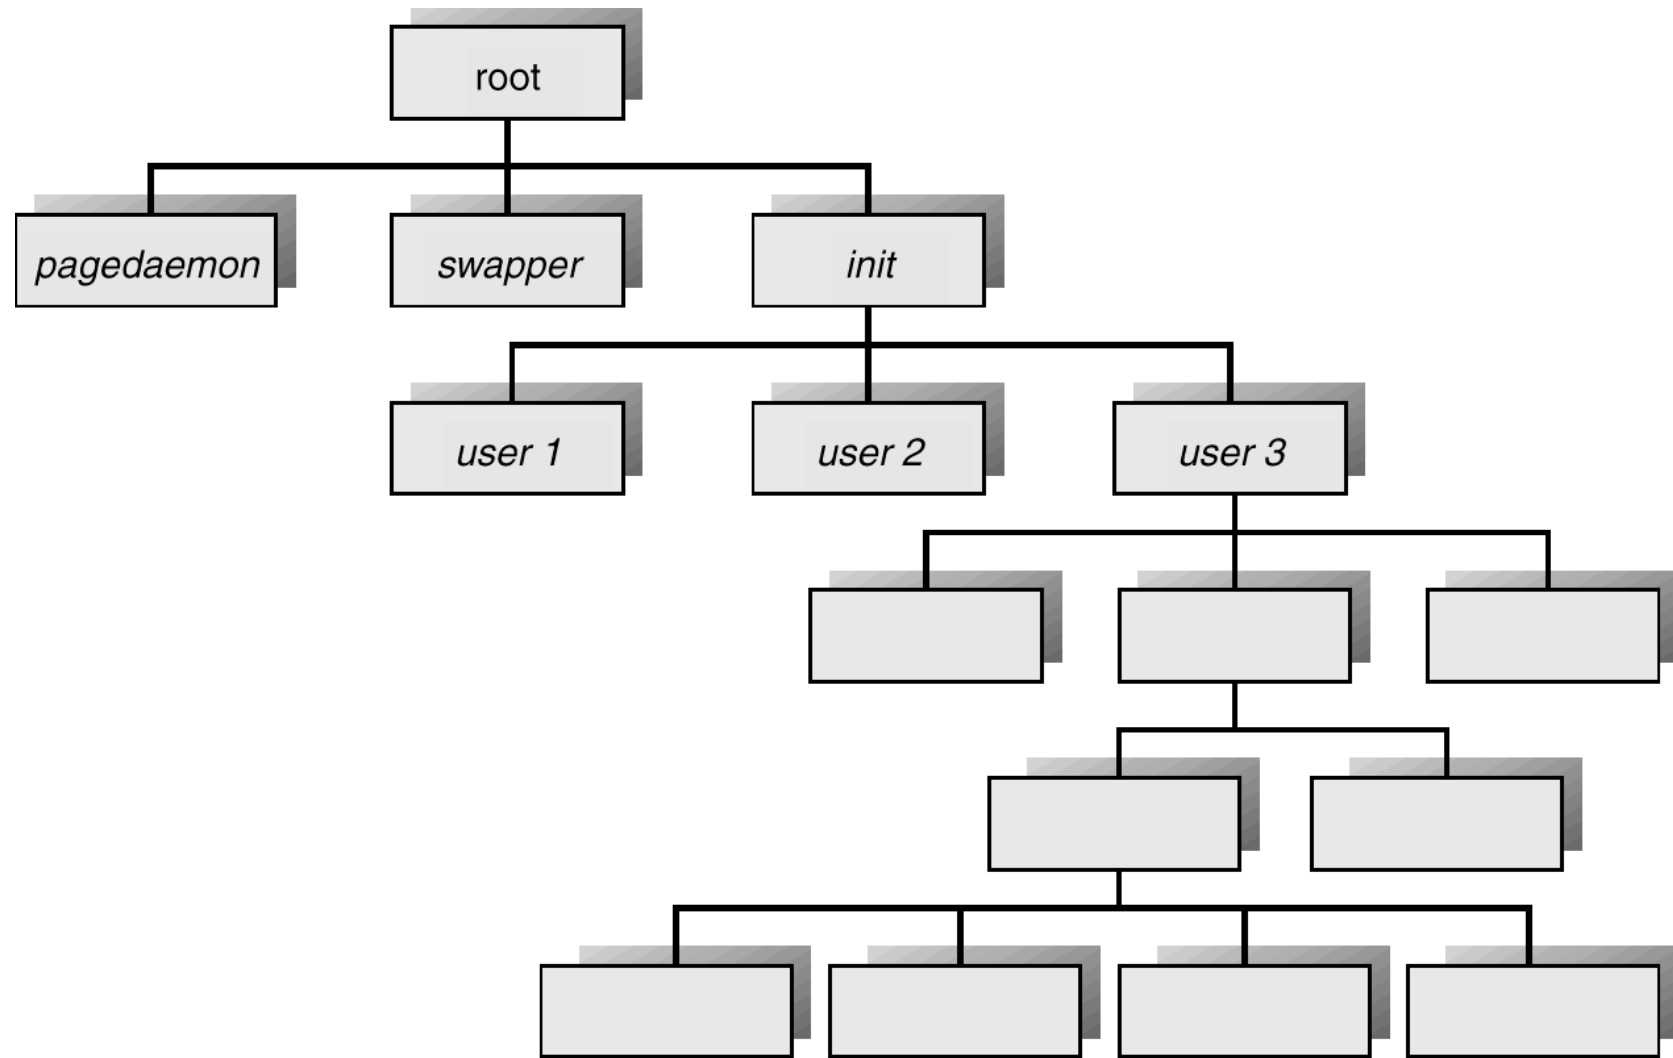 root
pagedaemon
swapper
init
user 1
user 2
user 3